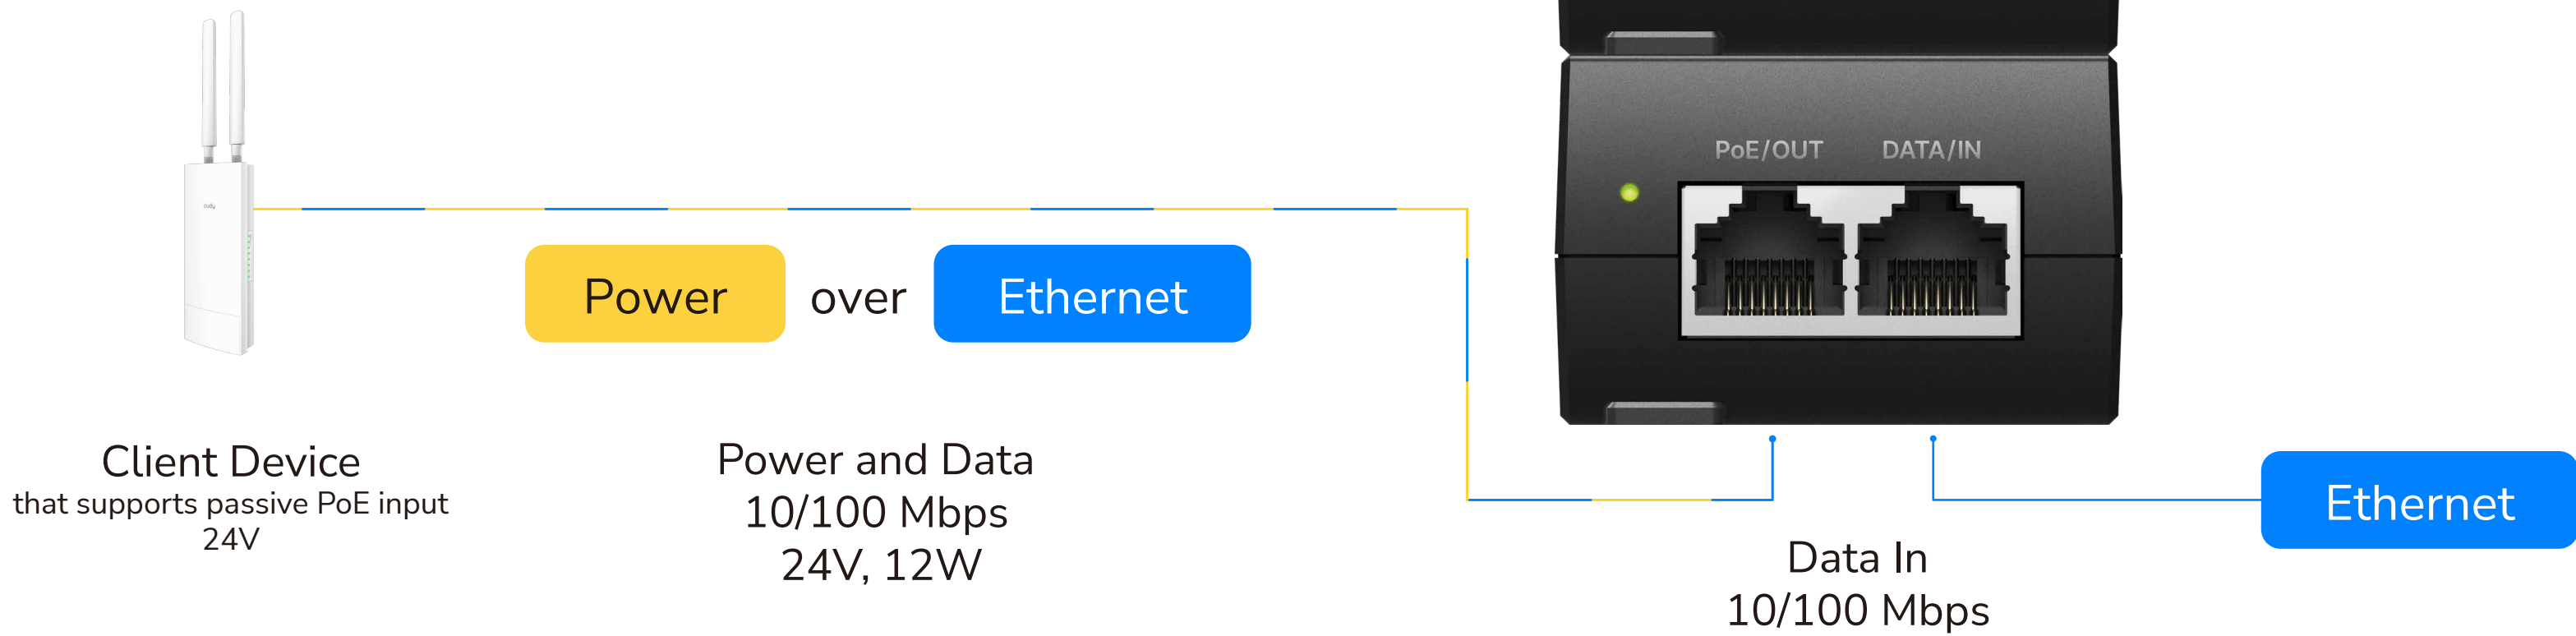 cudy
PoE/OUT DATA/IN
Power over Ethernet
Client Device
that supports passive PoE input
24V
Power and Data
10/100 Mbps
24V, 12W
Ethernet
Data In
10/100 Mbps